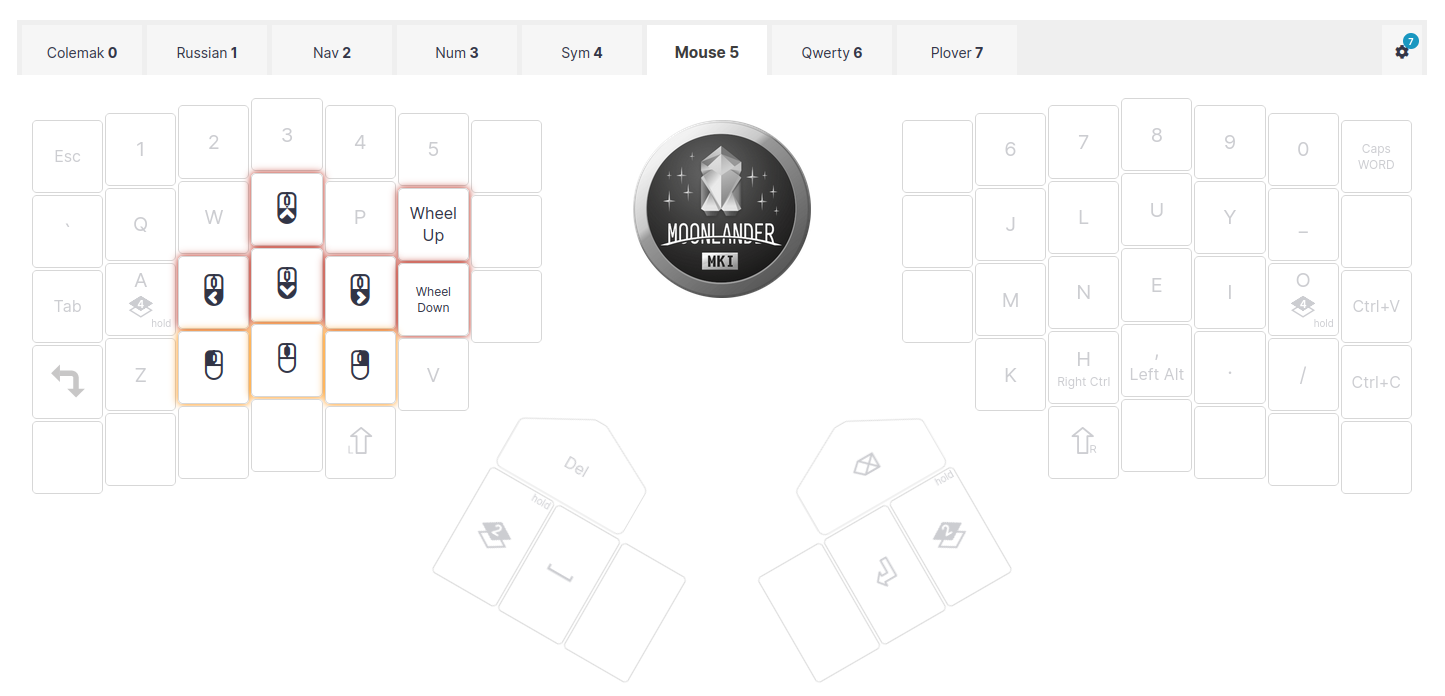 Colemak 0
Russian 1
Nav 2
Num 3
Sym 4
Mouse 5
Qwerty 6
Plover 7
7
Esc
1
2
3
4
5
6
7
8
9
0
Caps
WORD
`
Q
W
P
Wheel
Up
MOONLANDER
MKI
J
L
U
Y
_
Tab
A
4
hold
Wheel
Down
M
N
E
I
O
4
hold
Ctrl+V
Z
V
K
H
Right Ctrl
,
Left Alt
.
/
Ctrl+C
L
R
Del
hold
2
hold
2